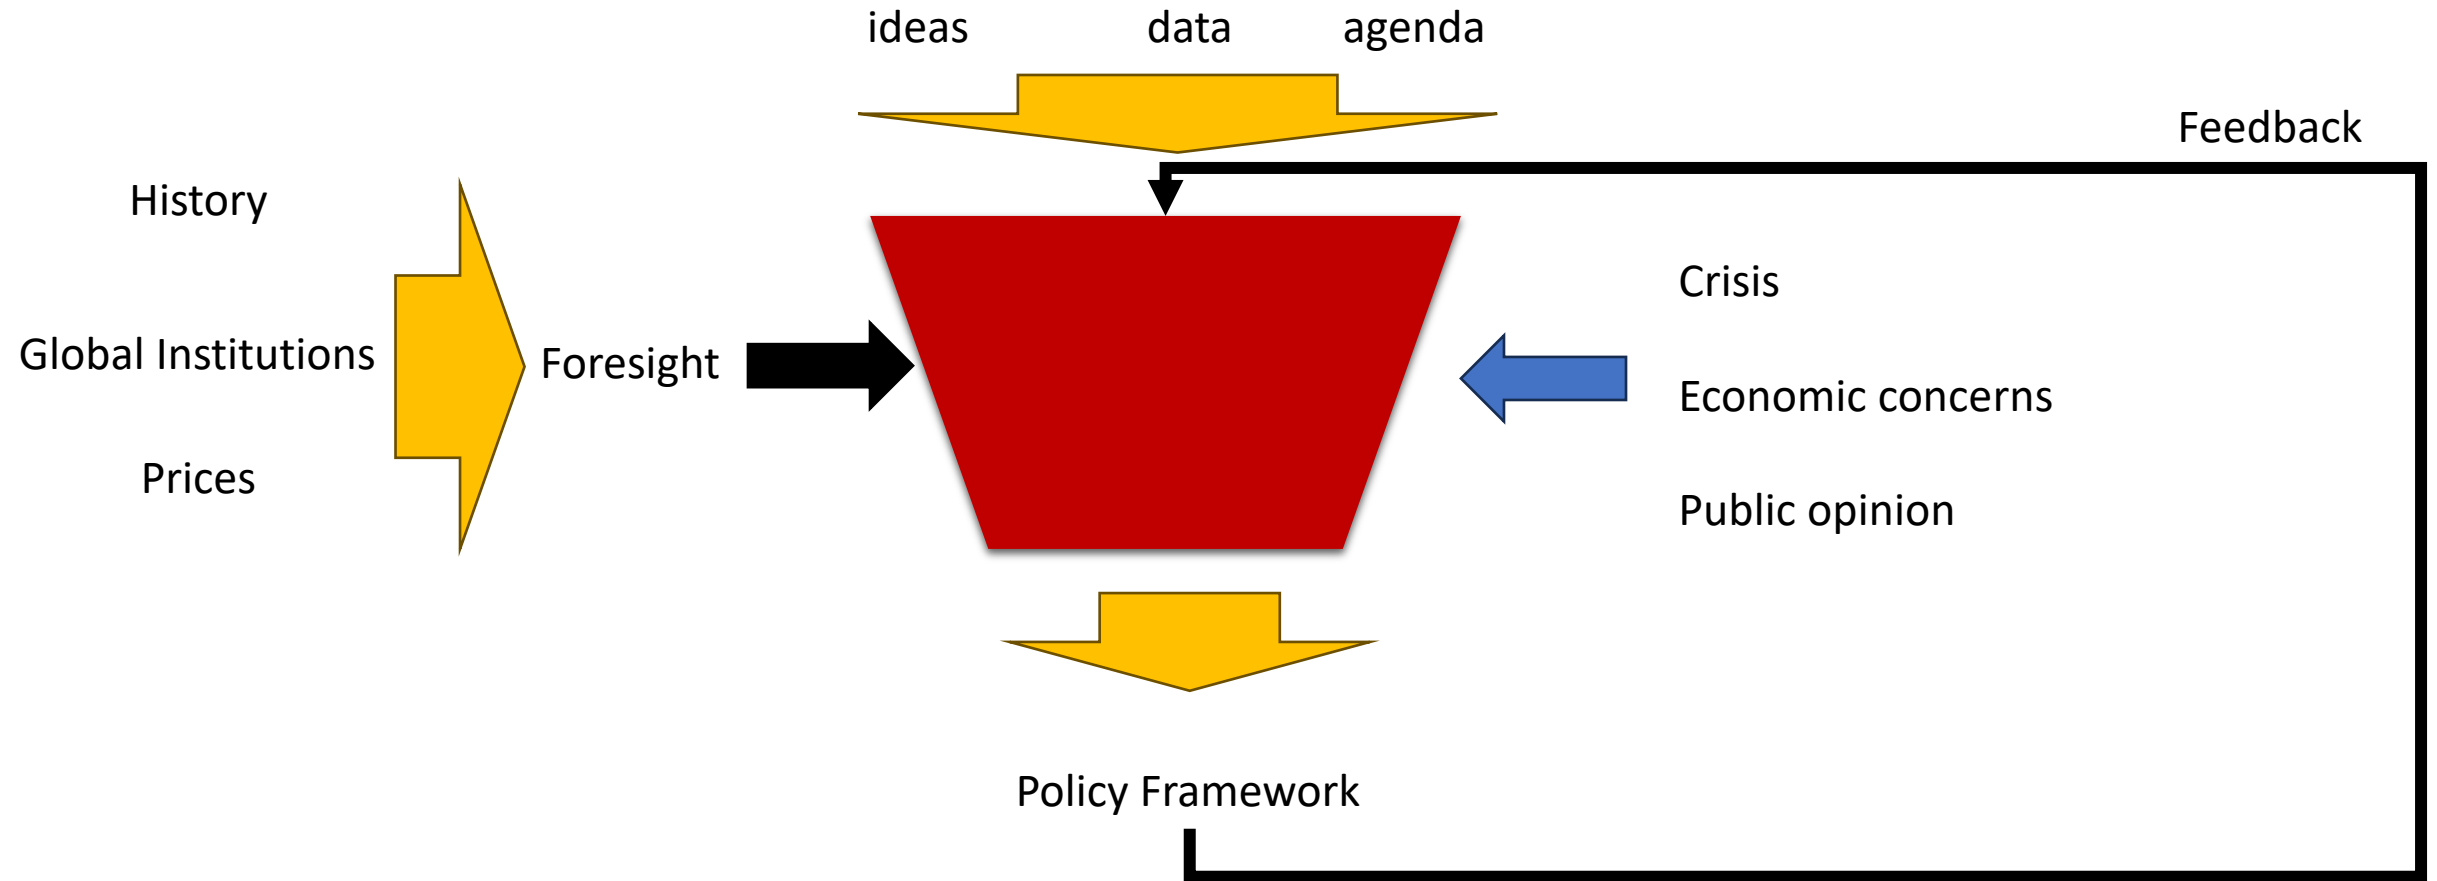 ideas data agenda
Feedback
History
Global Institutions
Prices
Foresight
Crisis
Economic concerns
Public opinion
Policy Framework